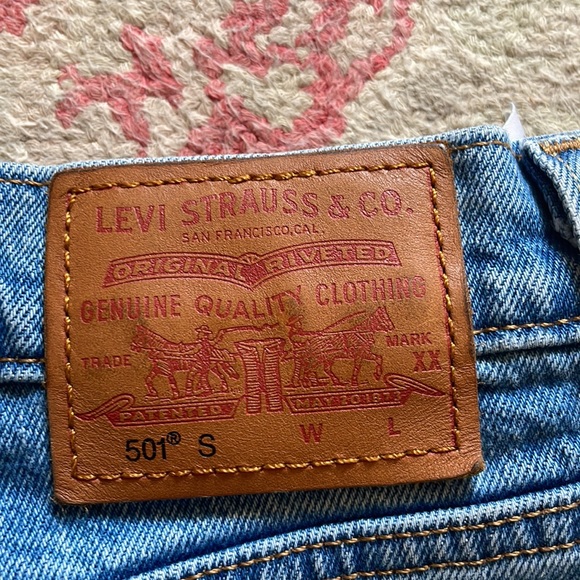 LEVI STRAUSS & CO.
SAN FRANCISCO, CAL.
ORIGINAL RIVETED
GENUINE QUALITY CLOTHING
TRADE MARK
XX
PATENTED MAY 20 1873
501® S W L